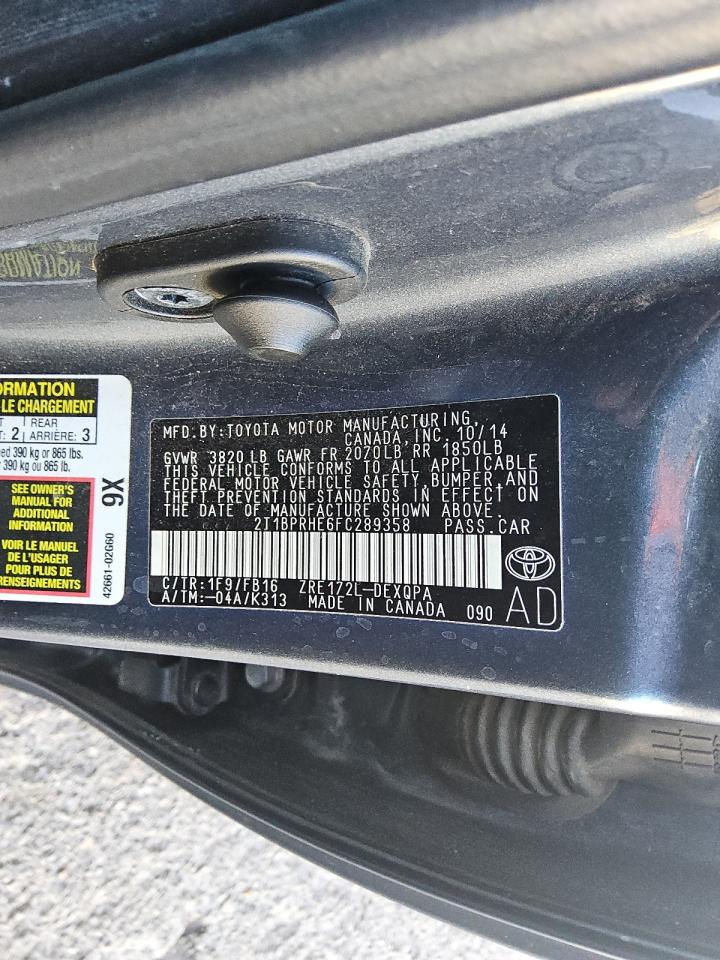 ORMATION
LE CHARGEMENT
2 REAR
ARRIÈRE: 3
ed 390 kg or 865 lbs.
390 kg ou 865 lb.
SEE OWNER'S
MANUAL FOR
ADDITIONAL
INFORMATION
VOIR LE MANUEL
DE L'USAGER
POUR PLUS DE
RENSEIGNEMENTS
9X
42661-02G60
MFD.BY:TOYOTA MOTOR MANUFACTURING,
CANADA, INC. 10/14
GVWR 3820LB GAWR FR 2070LB RR 1850LB
THIS VEHICLE CONFORMS TO ALL APPLICABLE
FEDERAL MOTOR VEHICLE SAFETY, BUMPER, AND
THEFT PREVENTION STANDARDS IN EFFECT ON
THE DATE OF MANUFACTURE SHOWN ABOVE.
2T1BPRHE6FC289358 PASS.CAR
C/TR:1F9/FB16 ZRE172L-DEXQPA
A/TM:-04A/K313 MADE IN CANADA 090
AD